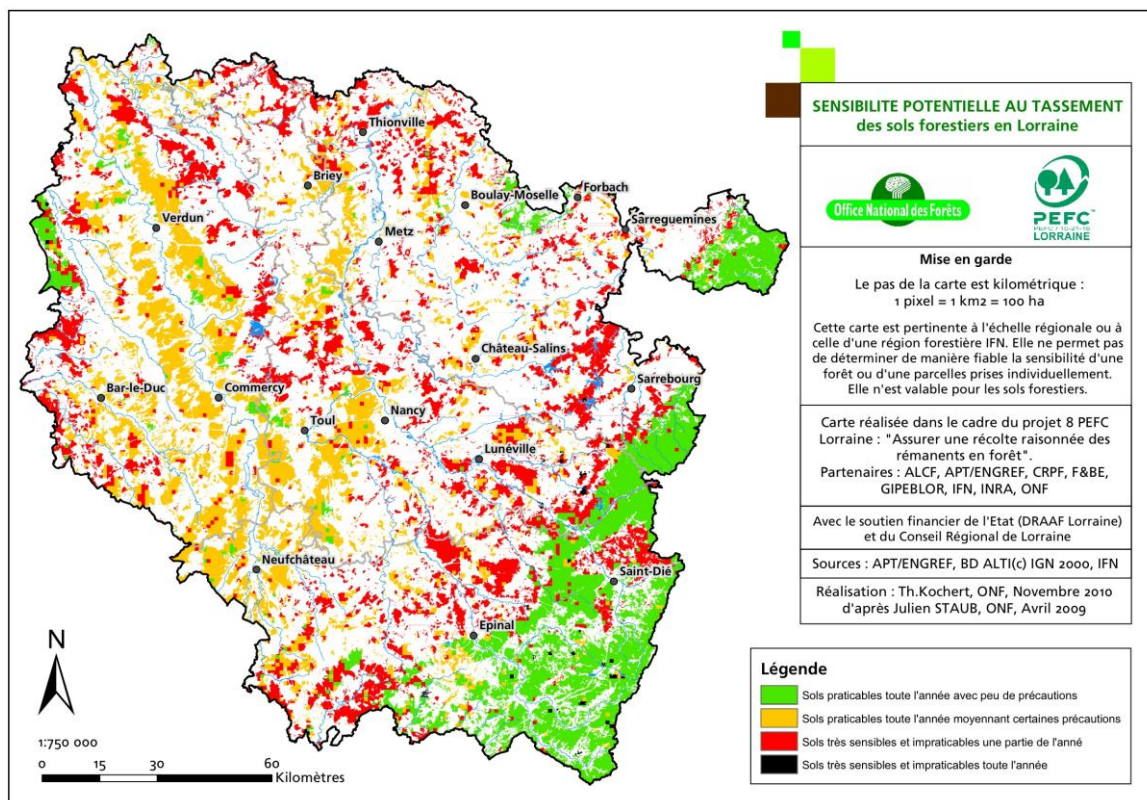 Thionville
Briey
Boulay-Moselle
Forbach
Sarreguemines
Verdun
Metz
Château-Salins
Sarrebourg
Bar-le-Duc
Commercy
Toul
Nancy
Lunéville
Neufchâteau
Saint-Dié
Epinal
N
1:750 000
0 15 30 60
Kilomètres
SENSIBILITE POTENTIELLE AU TASSEMENT
des sols forestiers en Lorraine
Office National des Forêts
PEFC™
PEFC / 10-21-16
LORRAINE
Mise en garde
Le pas de la carte est kilométrique :
1 pixel = 1 km2 = 100 ha
Cette carte est pertinente à l'échelle régionale ou à
celle d'une région forestière IFN. Elle ne permet pas
de déterminer de manière fiable la sensibilité d'une
forêt ou d'une parcelles prises individuellement.
Elle n'est valable pour les sols forestiers.
Carte réalisée dans le cadre du projet 8 PEFC
Lorraine : "Assurer une récolte raisonnée des
rémanents en forêt".
Partenaires : ALCF, APT/ENGREF, CRPF, F&BE,
GIPEBLOR, IFN, INRA, ONF
Avec le soutien financier de l'Etat (DRAAF Lorraine)
et du Conseil Régional de Lorraine
Sources : APT/ENGREF, BD ALTI(c) IGN 2000, IFN
Réalisation : Th.Kochert, ONF, Novembre 2010
d'après Julien STAUB, ONF, Avril 2009
Légende
Sols praticables toute l'année avec peu de précautions
Sols praticables toute l'année moyennant certaines précautions
Sols très sensibles et impraticables une partie de l'anné
Sols très sensibles et impraticables toute l'année